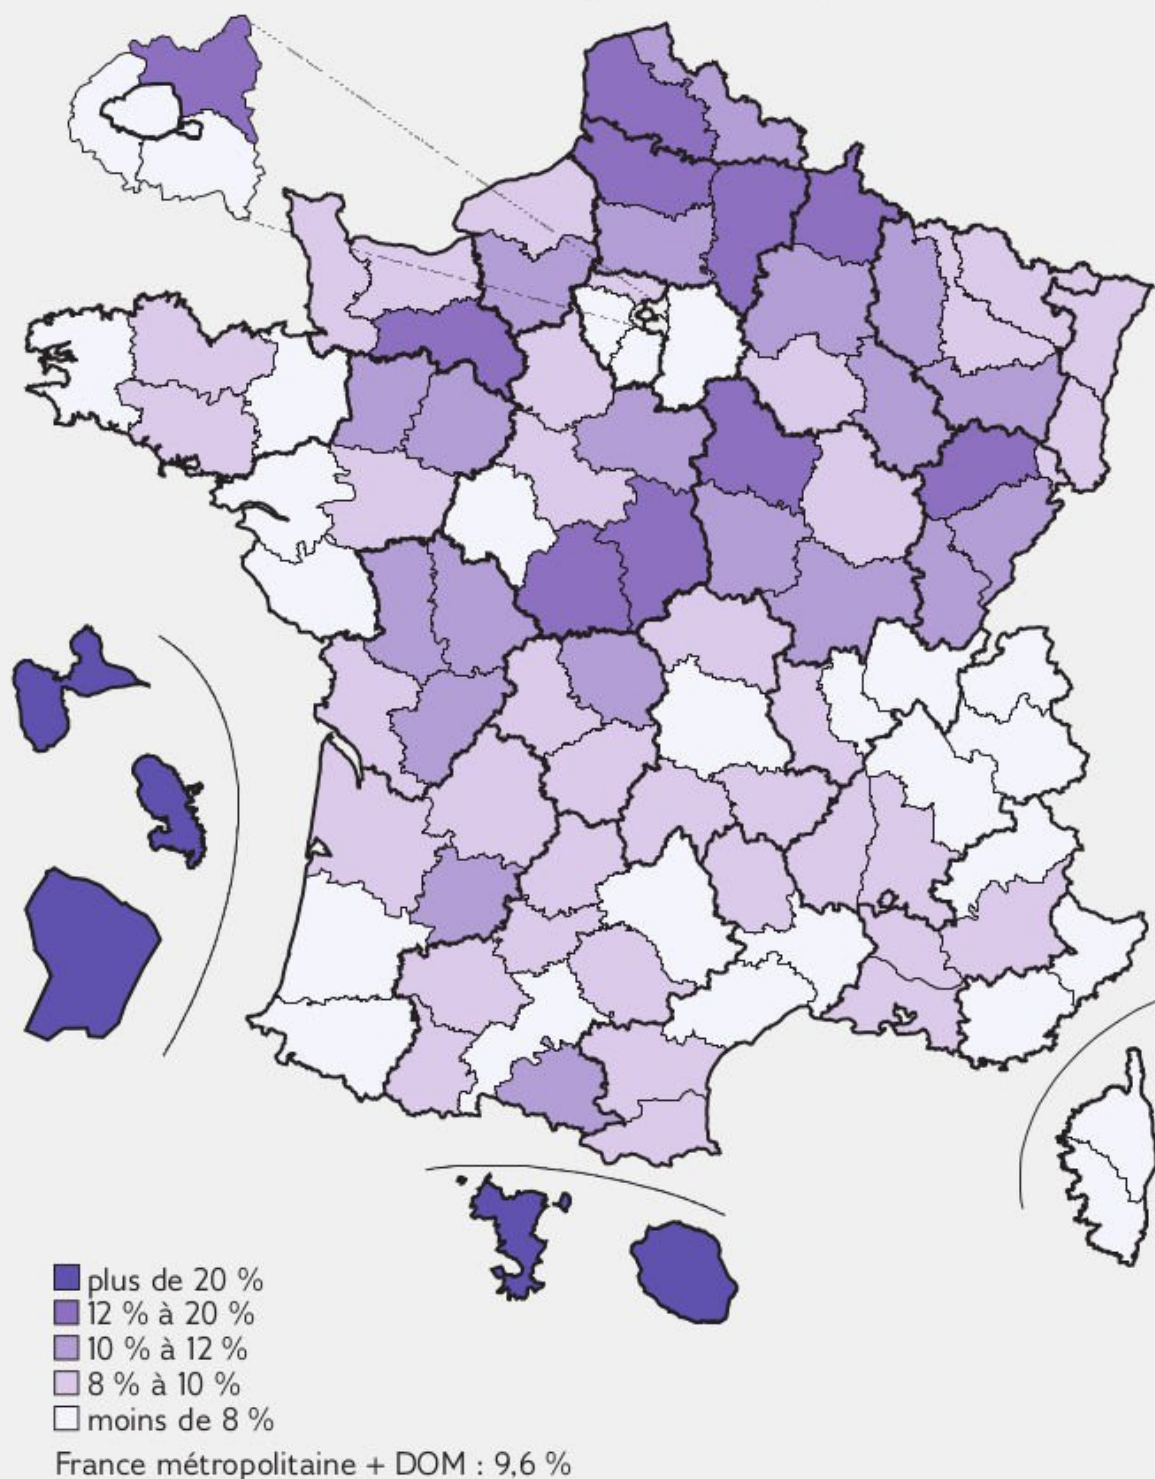 plus de 20 %
12 % à 20 %
10 % à 12 %
8 % à 10 %
moins de 8 %
France métropolitaine + DOM : 9,6 %